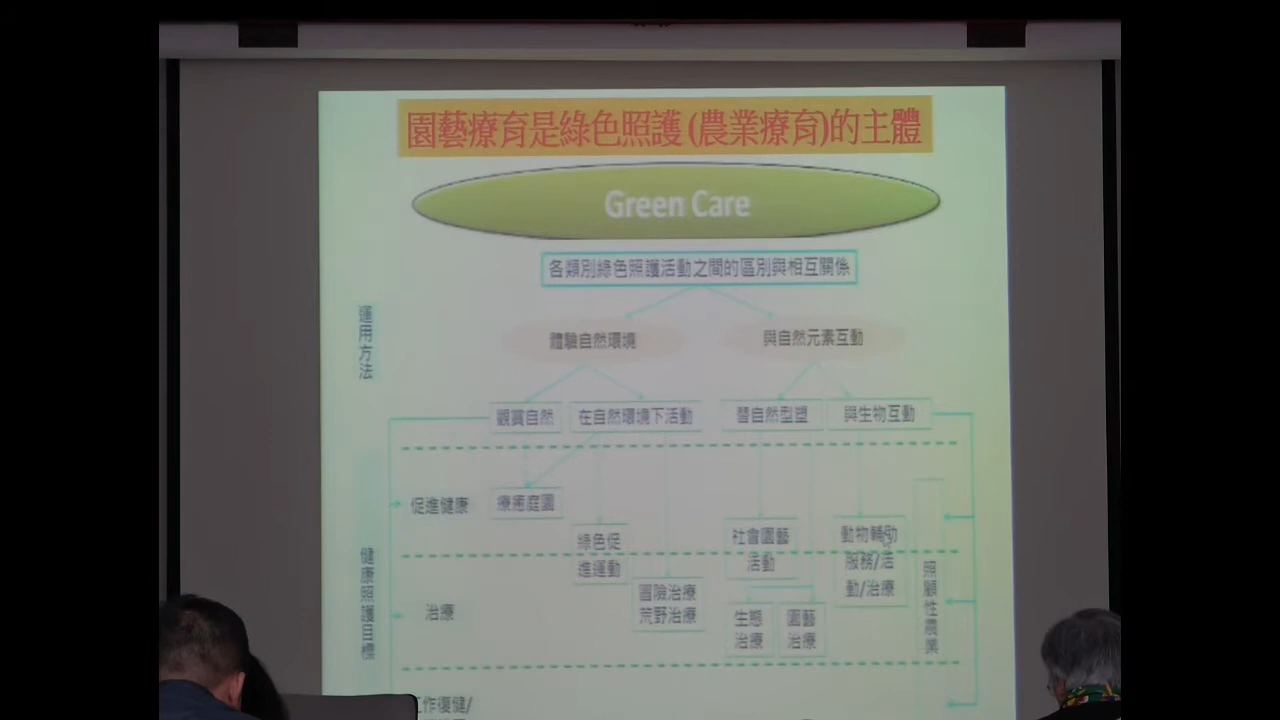 園藝療育是綠色照護(農業療育)的主體
Green Care
各類別綠色照護活動之間的區別與相互關係
運用方法
體驗自然環境
與自然元素互動
觀賞自然
在自然環境下活動
替自然型塑
與生物互動
促進健康
療癒庭園
綠色促
進運動
社會園藝
活動
動物輔助
服務/活
動/治療
照顧性農業
健康照護目標
治療
冒險治療
荒野治療
生態
治療
園藝
治療
工作復健/